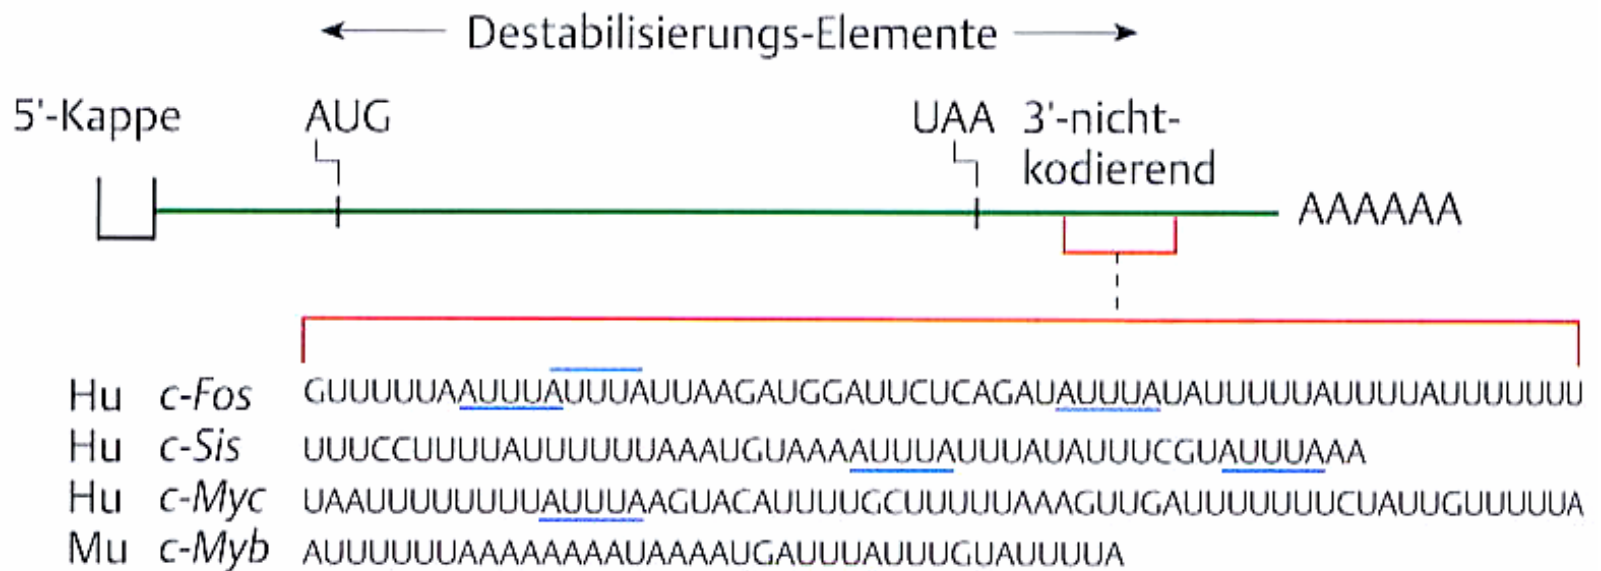 Destabilisierungs-Elemente
5'-Kappe AUG UAA 3'-nicht-
kodierend
AAAAAA
Hu c-Fos GUUUUUAAUUUAUUUAUUAAGAUGGAUUCUCAGAUAUUUAUAUUUUUAUUUUAUUUUUUU
Hu c-Sis UUUCCUUUUAUUUUUUAAAUGUAAAAUUUAUUUAUAUUUCGUAUUUAAA
Hu c-Myc UAAUUUUUUUUAUUUAAGUACAUUUUGCUUUUUAAAGUUGAUUUUUUUCUAUUGUUUUUA
Mu c-Myb AUUUUUUAAAAAAAAUAAAAUGAUUUAUUUGUAUUUUA